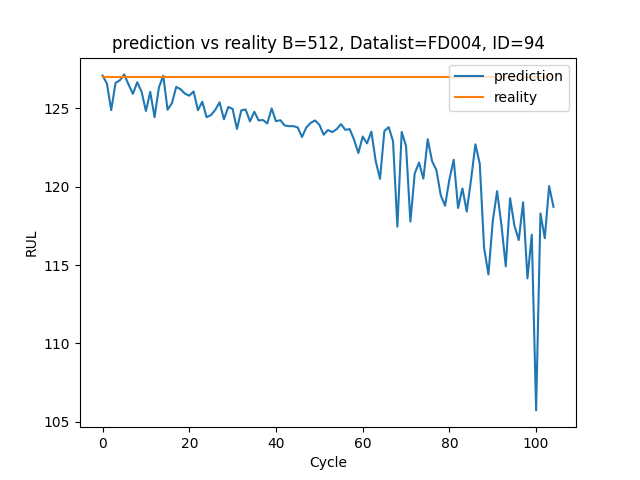 prediction vs reality B=512, Datalist=FD004, ID=94
prediction
reality
125
120
115
110
105
RUL
0 20 40 60 80 100
Cycle